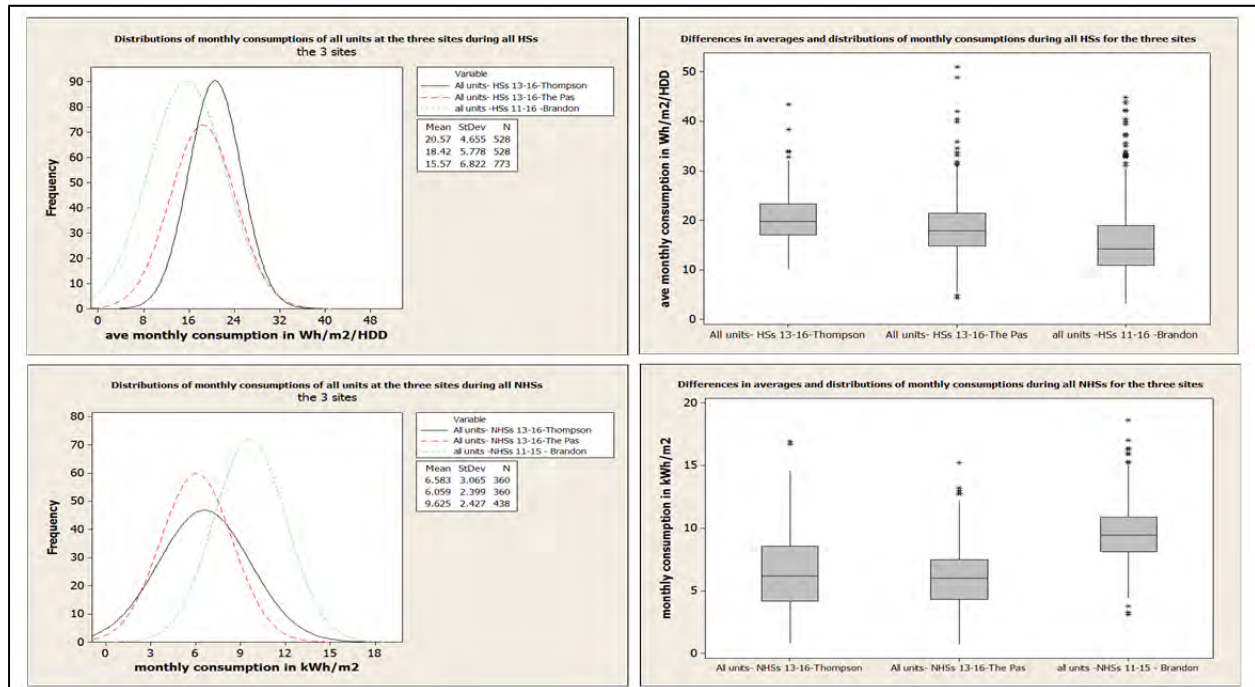 Distributions of monthly consumptions of all units at the three sites during all HSs
the 3 sites
Frequency
90
80
70
60
50
40
30
20
10
0
0 8 16 24 32 40 48
ave monthly consumption in Wh/m2/HDD
Variable
All units- HSs 13-16-Thompson
All units- HSs 13-16-The Pas
all units -HSs 11-16 -Brandon
Mean StDev N
20.57 4.655 528
18.42 5.778 528
15.57 6.822 773
Differences in averages and distributions of monthly consumptions during all HSs for the three sites
ave monthly consumption in Wh/m2/HDD
50
40
30
20
10
0
All units- HSs 13-16-Thompson All units- HSs 13-16-The Pas all units -HSs 11-16 -Brandon
Distributions of monthly consumptions of all units at the three sites during all NHSs
the 3 sites
Frequency
80
70
60
50
40
30
20
10
0
0 3 6 9 12 15 18
monthly consumption in kWh/m2
Variable
All units- NHSs 13-16-Thompson
All units- NHSs 13-16-The Pas
all units -NHSs 11-15 - Brandon
Mean StDev N
6.583 3.065 360
6.059 2.399 360
9.625 2.427 438
Differences in averages and distributions of monthly consumptions during all NHSs for the three sites
monthly consumption in kWh/m2
20
15
10
5
0
All units- NHSs 13-16-Thompson All units- NHSs 13-16-The Pas all units -NHSs 11-15 - Brandon